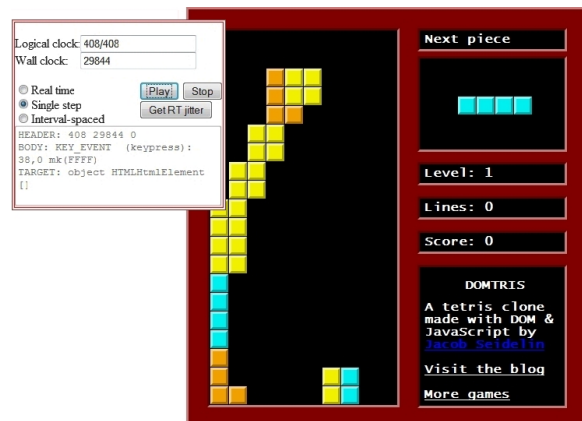 Logical clock: 408/408
Wall clock: 29844
Real time
Single step
Interval-spaced
Play
Stop
Get RT jitter
HEADER: 408 29844 0
BODY: KEY_EVENT (keypress):
38,0 mk(FFFF)
TARGET: object HTMLHtmlElement
[]
Next piece
Level: 1
Lines: 0
Score: 0
DOMTRIS
A tetris clone
made with DOM &
JavaScript by
Jacob Seidelin
Visit the blog
More games